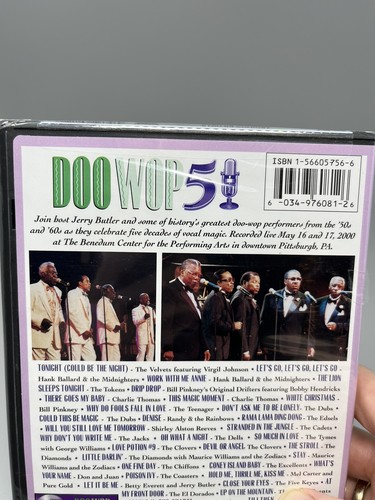 ISBN 1-56605-756-6
DOO WOP 51
6 034-976081-2 6
Join host Jerry Butler and some of history's greatest doo-wop performers from the '50s
and '60s as they celebrate five decades of vocal magic. Recorded live May 16 and 17, 2000
at The Benedum Center for the Performing Arts in downtown Pittsburgh, PA.
TONIGHT (COULD BE THE NIGHT) - The Velvets featuring Virgil Johnson • LET'S GO, LET'S GO, LET'S GO -
Hank Ballard & the Midnighters • WORK WITH ME ANNIE - Hank Ballard & the Midnighters • THE LION
SLEEPS TONIGHT - The Tokens • DRIP DROP - Bill Pinkney's Original Drifters featuring Bobby Hendricks
• THERE GOES MY BABY - Charlie Thomas • THIS MAGIC MOMENT - Charlie Thomas • WHITE CHRISTMAS -
Bill Pinkney • WHY DO FOOLS FALL IN LOVE - The Teenager • DON'T ASK ME TO BE LONELY - The Dubs •
COULD THIS BE MAGIC - The Dubs • DENISE - Randy & the Rainbows • RAMA LAMA DING DONG - The Edsels
• WILL YOU STILL LOVE ME TOMORROW - Shirley Alston Reeves • STRANDED IN THE JUNGLE - The Cadets
• WHY DON'T YOU WRITE ME - The Jacks • OH WHAT A NIGHT - The Dells • SO MUCH IN LOVE - The Tymes
with George Williams • LOVE POTION #9 - The Clovers • DEVIL OR ANGEL - The Clovers • THE STROLL - The
Diamonds • LITTLE DARLIN' - The Diamonds with Maurice Williams and the Zodiacs • STAY - Maurice
Williams and the Zodiacs • ONE FINE DAY - The Chiffons • CONEY ISLAND BABY - The Excellents • WHAT'S
YOUR NAME - Don and Juan • POISON IVY - The Coasters • HOLD ME, THRILL ME, KISS ME - Mel Carter and
Pure Gold • LET IT BE ME - Betty Everett and Jerry Butler • CLOSE YOUR EYES - The Five Keyes • AT
MY FRONT DOOR - The El Dorados • UP ON THE MOUNTAIN